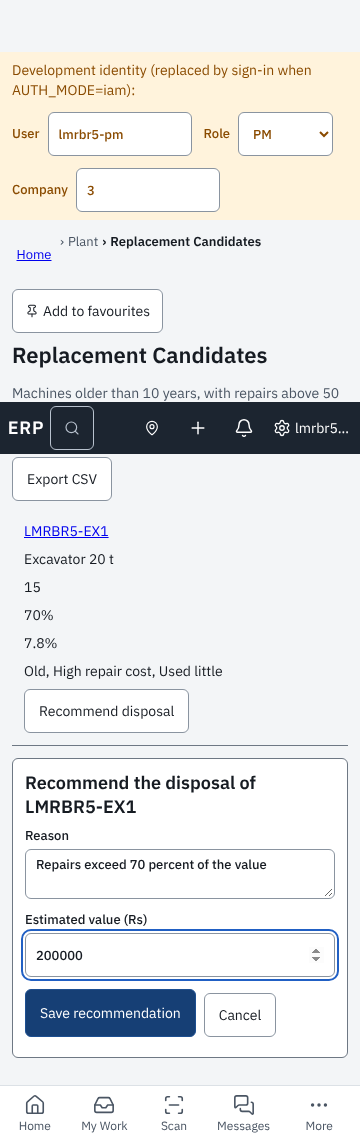 Development identity (replaced by sign-in when
AUTH_MODE=iam):
User lmrbr5-pm Role PM
Company 3
› Plant › Replacement Candidates
Home
Add to favourites
Replacement Candidates
Machines older than 10 years, with repairs above 50
ERP lmrbr5...
Export CSV
LMRBR5-EX1
Excavator 20 t
15
70%
7.8%
Old, High repair cost, Used little
Recommend disposal
Recommend the disposal of
LMRBR5-EX1
Reason
Repairs exceed 70 percent of the value
Estimated value (Rs)
200000
Save recommendation Cancel
Home My Work Scan Messages More